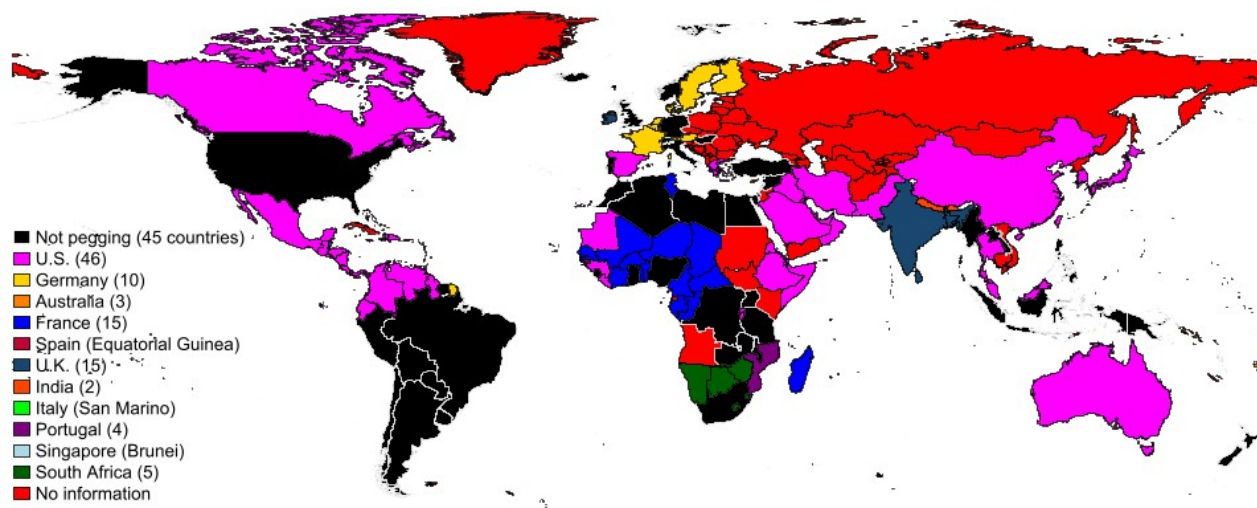 Not pegging (45 countries)
U.S. (46)
Germany (10)
Australia (3)
France (15)
Spain (Equatorial Guinea)
U.K. (15)
India (2)
Italy (San Marino)
Portugal (4)
Singapore (Brunei)
South Africa (5)
No information